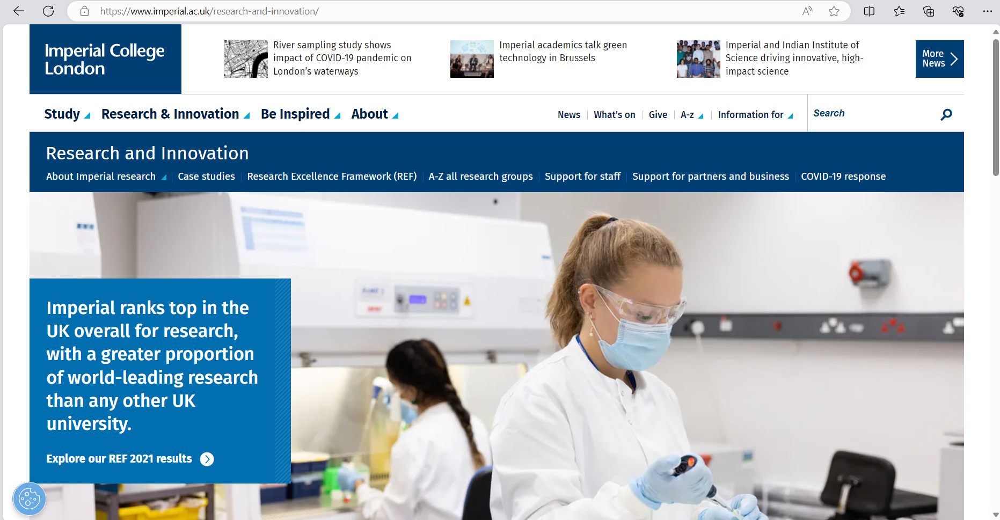 https://www.imperial.ac.uk/research-and-innovation/
Imperial College
London
River sampling study shows
impact of COVID-19 pandemic on
London’s waterways
Imperial academics talk green
technology in Brussels
Imperial and Indian Institute of
Science driving innovative, high-
impact science
More
News
Study
Research & Innovation
Be Inspired
About
News
What's on
Give
A-z
Information for
Search
Research and Innovation
About Imperial research
Case studies
Research Excellence Framework (REF)
A-Z all research groups
Support for staff
Support for partners and business
COVID-19 response
Imperial ranks top in the
UK overall for research,
with a greater proportion
of world-leading research
than any other UK
university.
Explore our REF 2021 results